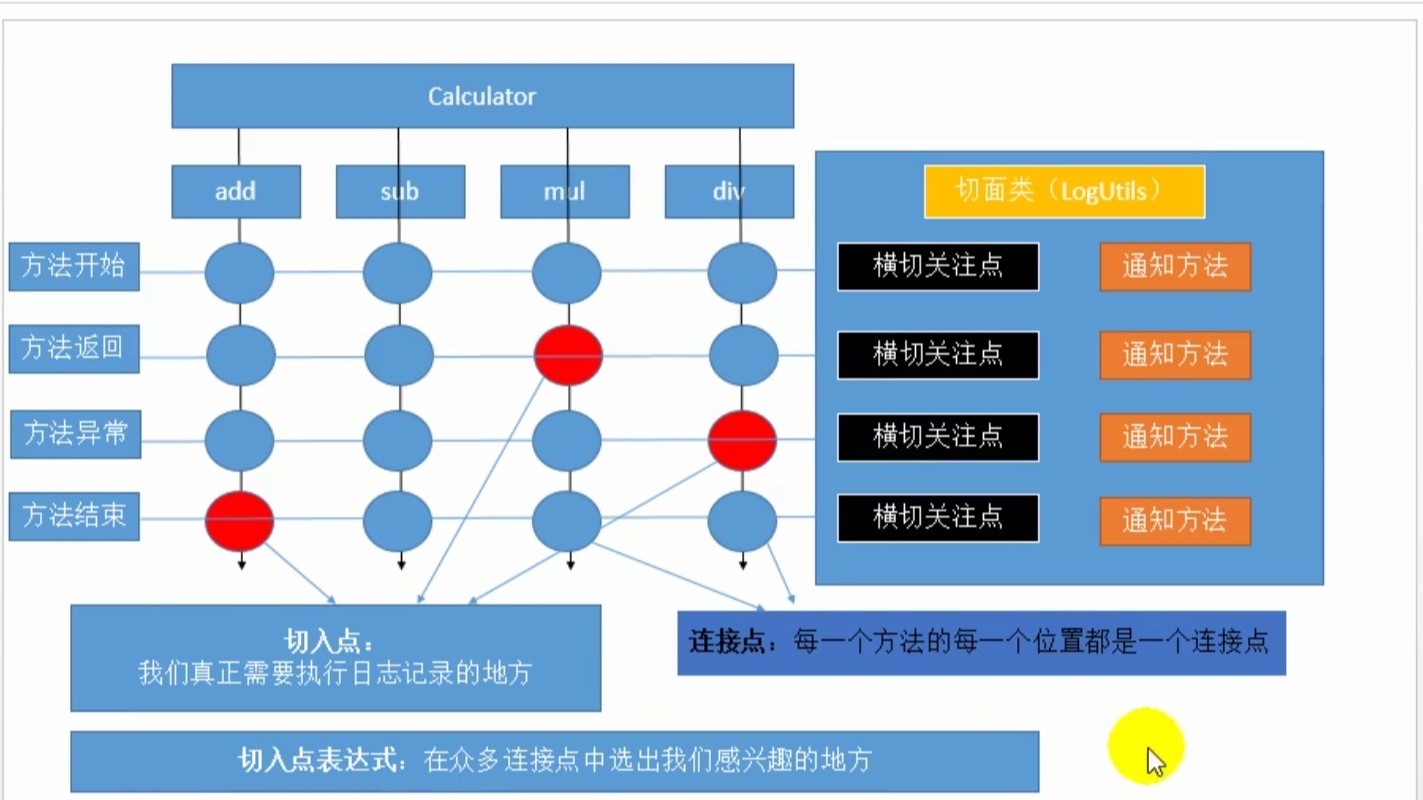 Calculator
add
sub
mul
div
切面类（LogUtils）
方法开始
横切关注点
通知方法
方法返回
横切关注点
通知方法
方法异常
横切关注点
通知方法
方法结束
横切关注点
通知方法
切入点：
我们真正需要执行日志记录的地方
连接点：每一个方法的每一个位置都是一个连接点
切入点表达式：在众多连接点中选出我们感兴趣的地方